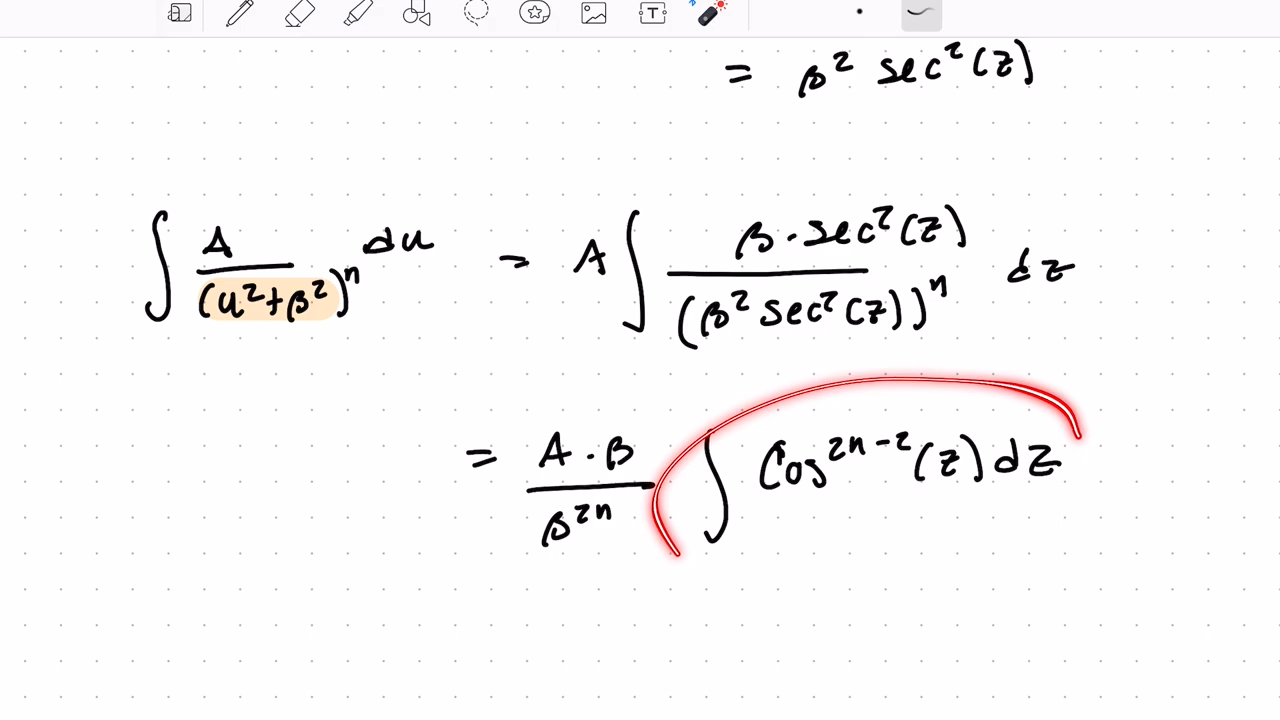 = β² sec²(z)
∫ A/(u²+β²)ⁿ du = A ∫ β·sec²(z)/(β² sec²(z))ⁿ dz
= A·β/β²ⁿ ∫ Cos²ⁿ⁻²(z) dz